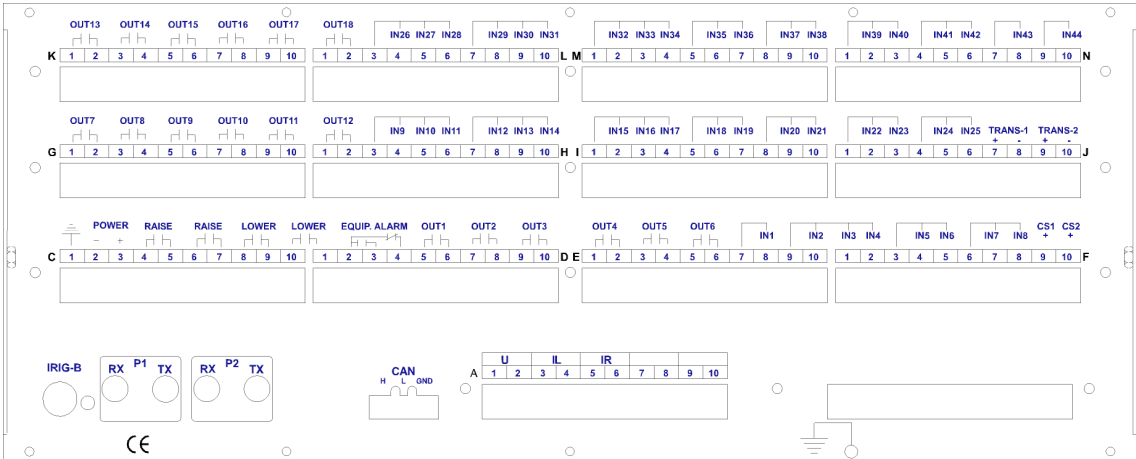 OUT13 OUT14 OUT15 OUT16 OUT17 OUT18 IN26 IN27 IN28 IN29 IN30 IN31 IN32 IN33 IN34 IN35 IN36 IN37 IN38 IN39 IN40 IN41 IN42 IN43 IN44
K 1 2 3 4 5 6 7 8 9 10 1 2 3 4 5 6 7 8 9 10 L M 1 2 3 4 5 6 7 8 9 10 1 2 3 4 5 6 7 8 9 10 N
OUT7 OUT8 OUT9 OUT10 OUT11 OUT12 IN9 IN10 IN11 IN12 IN13 IN14 IN15 IN16 IN17 IN18 IN19 IN20 IN21 IN22 IN23 IN24 IN25 TRANS-1 TRANS-2
+ - + -
G 1 2 3 4 5 6 7 8 9 10 1 2 3 4 5 6 7 8 9 10 H I 1 2 3 4 5 6 7 8 9 10 1 2 3 4 5 6 7 8 9 10 J
POWER RAISE RAISE LOWER LOWER EQUIP. ALARM OUT1 OUT2 OUT3 OUT4 OUT5 OUT6 IN1 IN2 IN3 IN4 IN5 IN6 IN7 IN8 CS1 CS2
– + + +
C 1 2 3 4 5 6 7 8 9 10 1 2 3 4 5 6 7 8 9 10 D E 1 2 3 4 5 6 7 8 9 10 1 2 3 4 5 6 7 8 9 10 F
IRIG-B RX P1 TX RX P2 TX
CAN
H L GND
U IL IR
A 1 2 3 4 5 6 7 8 9 10
CE